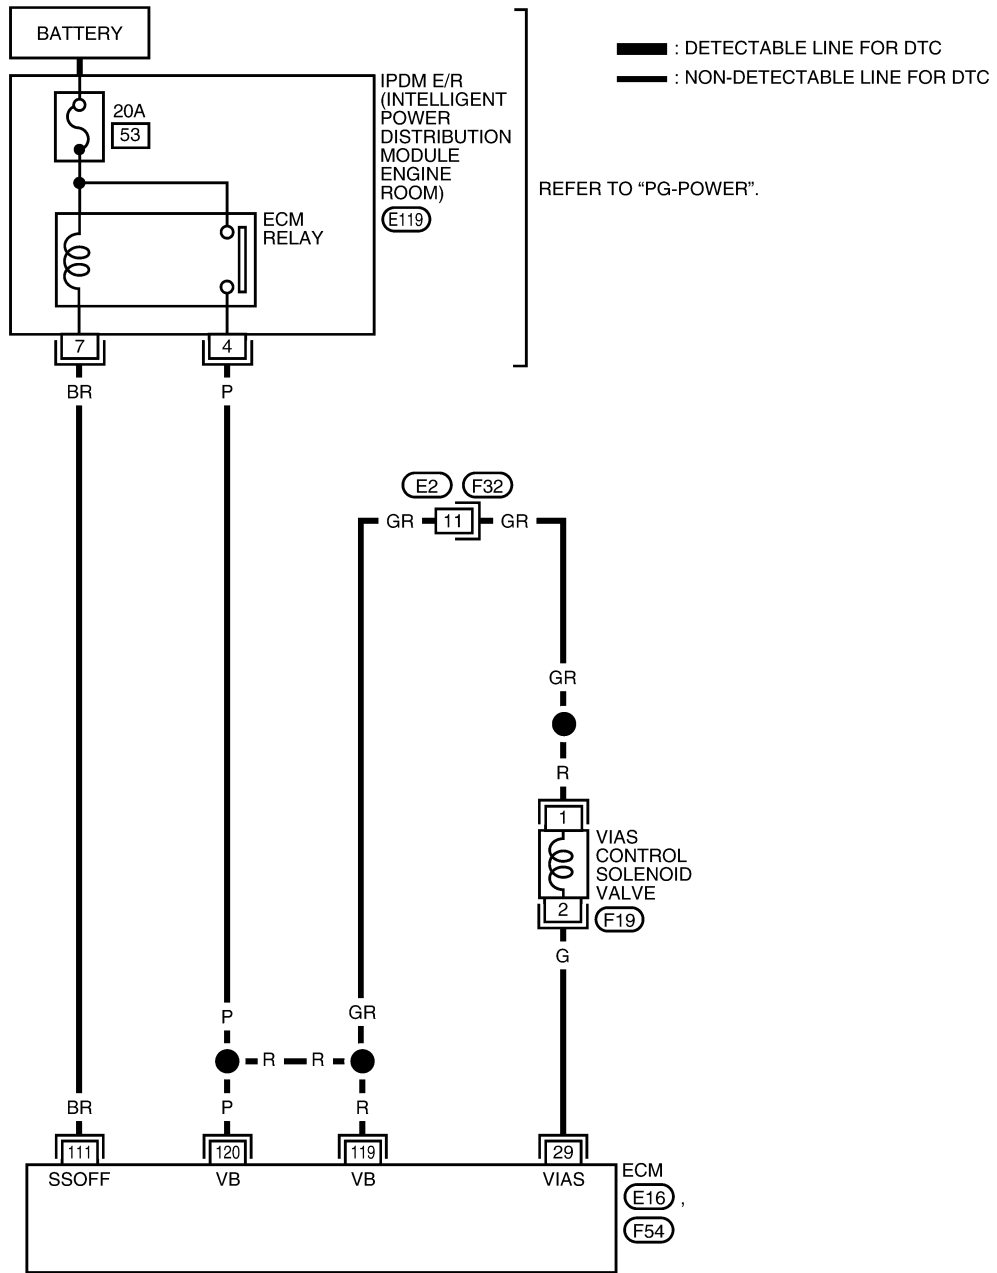 BATTERY
: DETECTABLE LINE FOR DTC
: NON-DETECTABLE LINE FOR DTC
IPDM E/R
(INTELLIGENT
POWER
DISTRIBUTION
MODULE
ENGINE
ROOM)
E119
20A
53
REFER TO “PG-POWER”.
ECM
RELAY
7
4
BR
P
E2
F32
GR
11
GR
GR
R
1
VIAS
CONTROL
SOLENOID
VALVE
2
F19
G
P
GR
R
R
BR
P
R
111
120
119
29
SSOFF
VB
VB
VIAS
ECM
E16 ,
F54